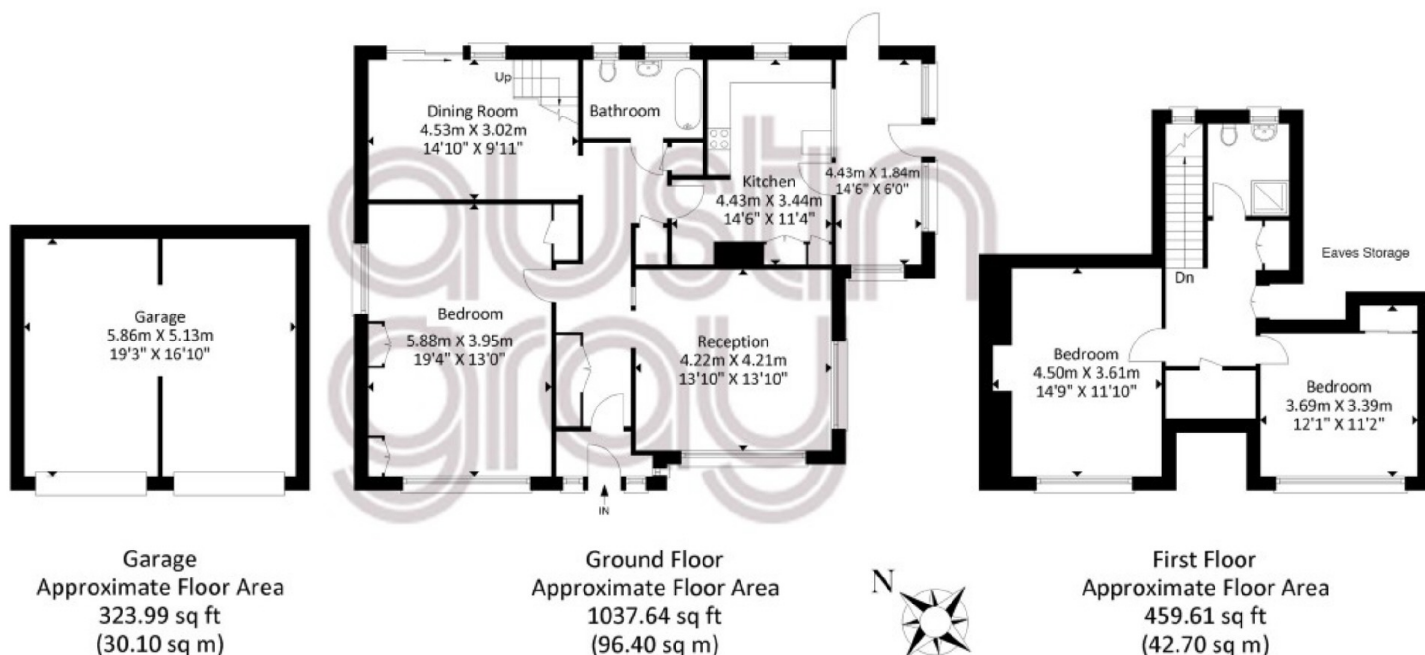 Garage
5.86m X 5.13m
19'3" X 16'10"
Up
Dining Room
4.53m X 3.02m
14'10" X 9'11"
Bathroom
Kitchen
4.43m X 3.44m
14'6" X 11'4"
4.43m X 1.84m
14'6" X 6'0"
Bedroom
5.88m X 3.95m
19'4" X 13'0"
Reception
4.22m X 4.21m
13'10" X 13'10"
IN
austin
gray
Dn
Eaves Storage
Bedroom
4.50m X 3.61m
14'9" X 11'10"
Bedroom
3.69m X 3.39m
12'1" X 11'2"
Garage
Approximate Floor Area
323.99 sq ft
(30.10 sq m)
Ground Floor
Approximate Floor Area
1037.64 sq ft
(96.40 sq m)
N
First Floor
Approximate Floor Area
459.61 sq ft
(42.70 sq m)